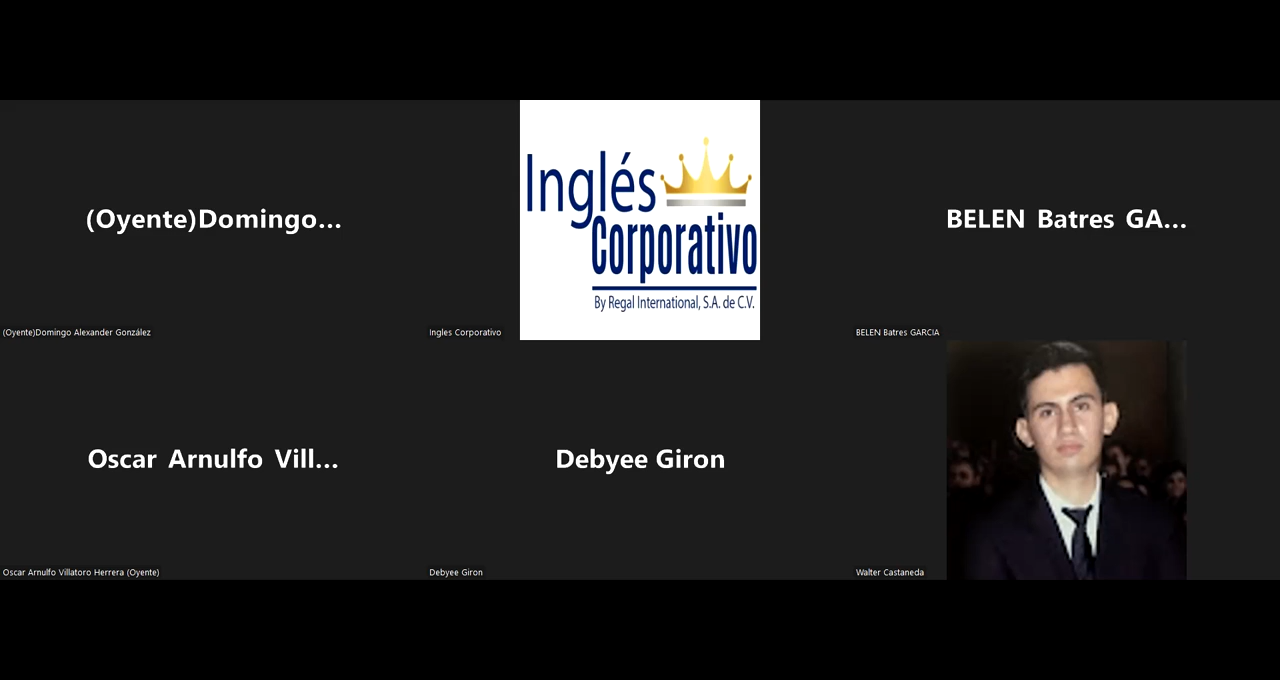 (Oyente)Domingo...
Inglés
Corporativo
By Regal International, S.A. de C.V.
BELEN Batres GA...
(Oyente)Domingo Alexander González
Ingles Corporativo
BELEN Batres GARCIA
Oscar Arnulfo Vill...
Debyee Giron
Oscar Arnulfo Villatoro Herrera (Oyente)
Debyee Giron
Walter Castaneda